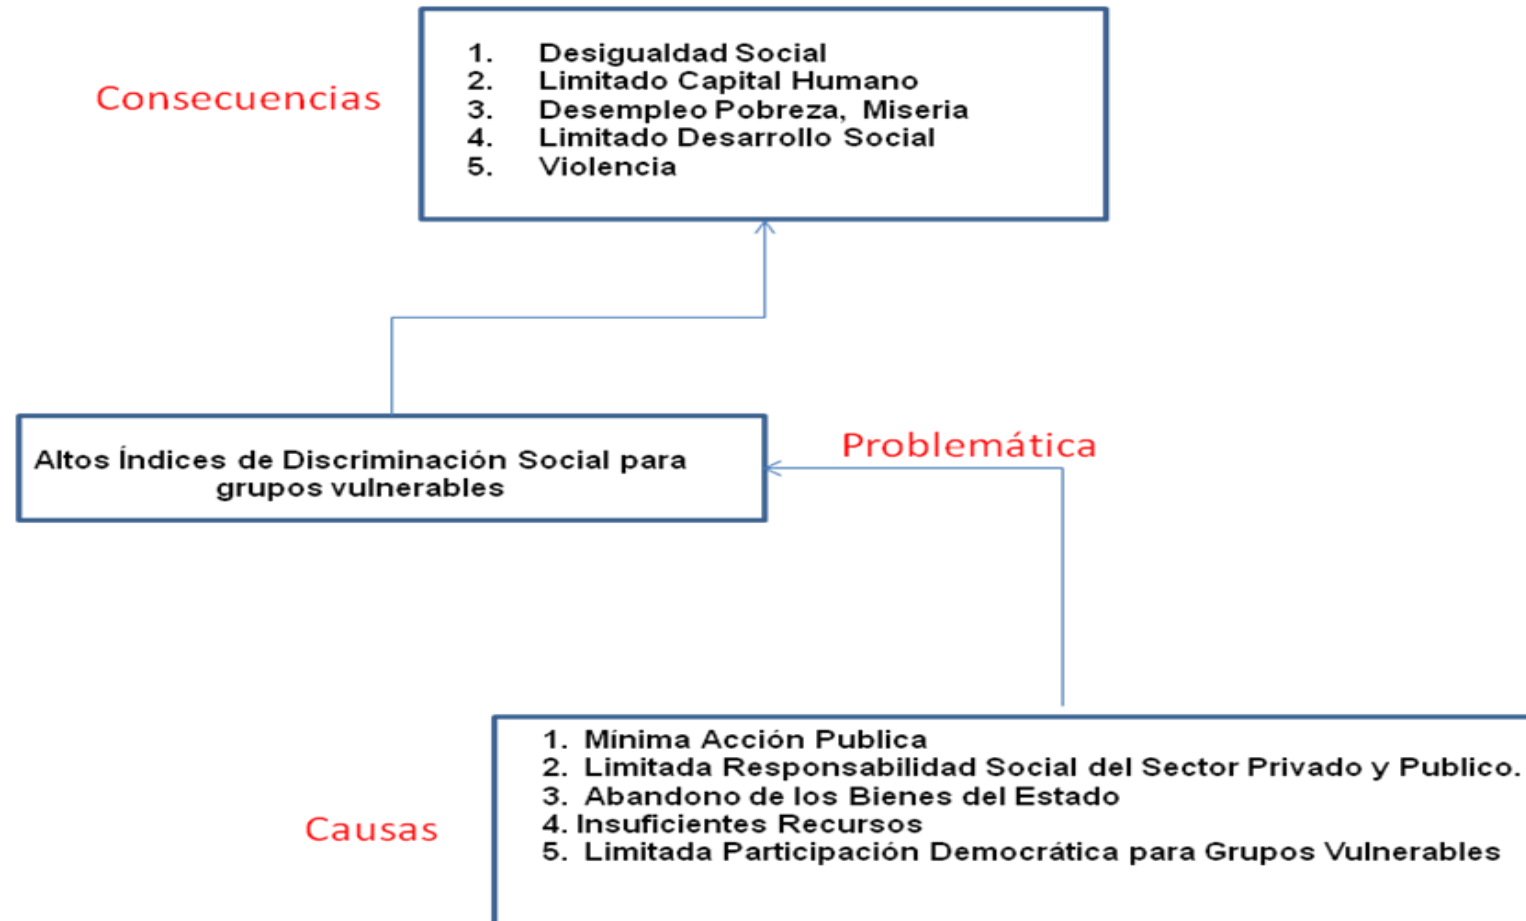 Consecuencias
1. Desigualdad Social
2. Limitado Capital Humano
3. Desempleo Pobreza, Miseria
4. Limitado Desarrollo Social
5. Violencia
Altos Índices de Discriminación Social para
grupos vulnerables
Problemática
Causas
1. Mínima Acción Publica
2. Limitada Responsabilidad Social del Sector Privado y Publico.
3. Abandono de los Bienes del Estado
4. Insuficientes Recursos
5. Limitada Participación Democrática para Grupos Vulnerables